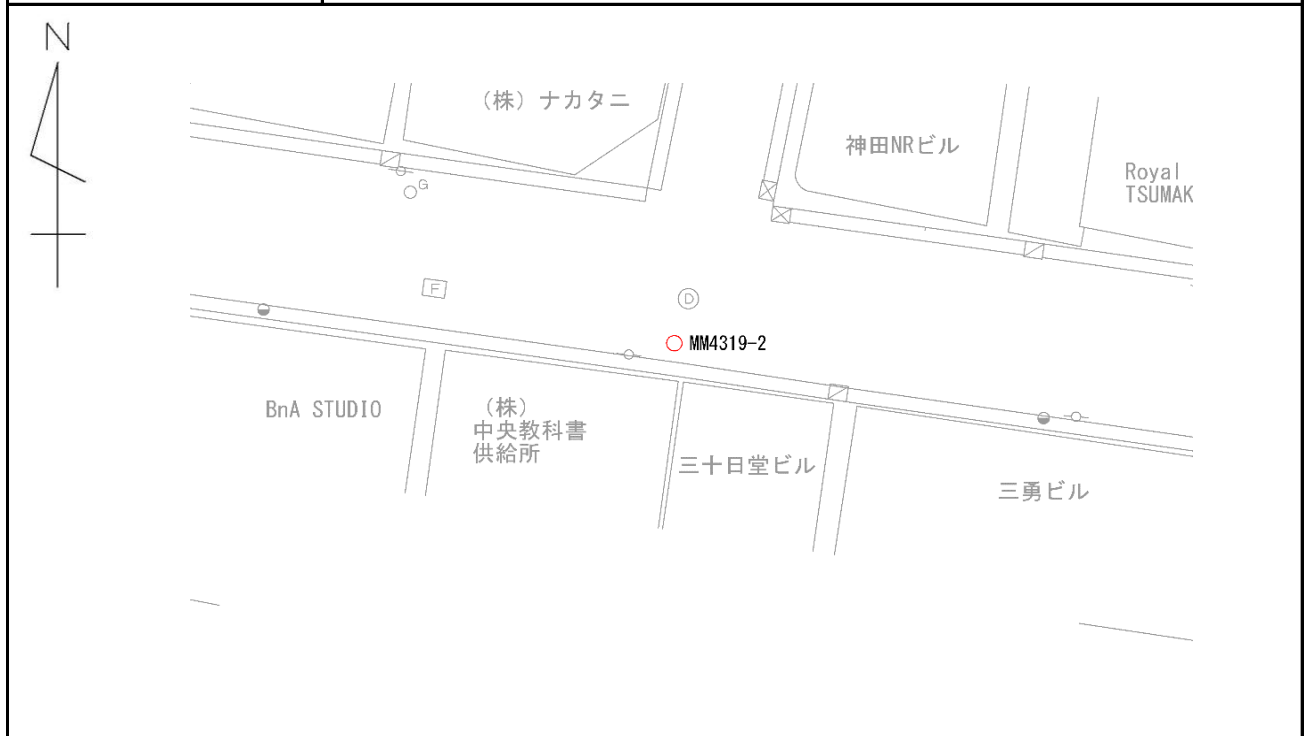 N
(株) ナカタニ
神田NRビル
Royal
TSUMAK
G
F
D
MM4319-2
BnA STUDIO
(株)
中央教科書
供給所
三十日堂ビル
三勇ビル